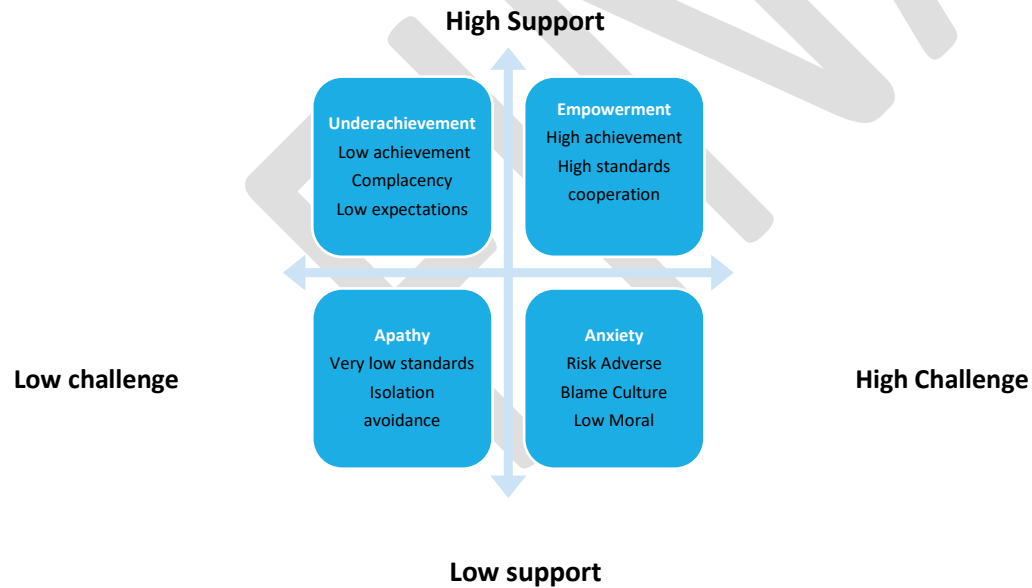 High Support
Underachievement
Low achievement
Complacency
Low expectations
Empowerment
High achievement
High standards
cooperation
Low challenge
Apathy
Very low standards
Isolation
avoidance
Anxiety
Risk Adverse
Blame Culture
Low Moral
High Challenge
Low support